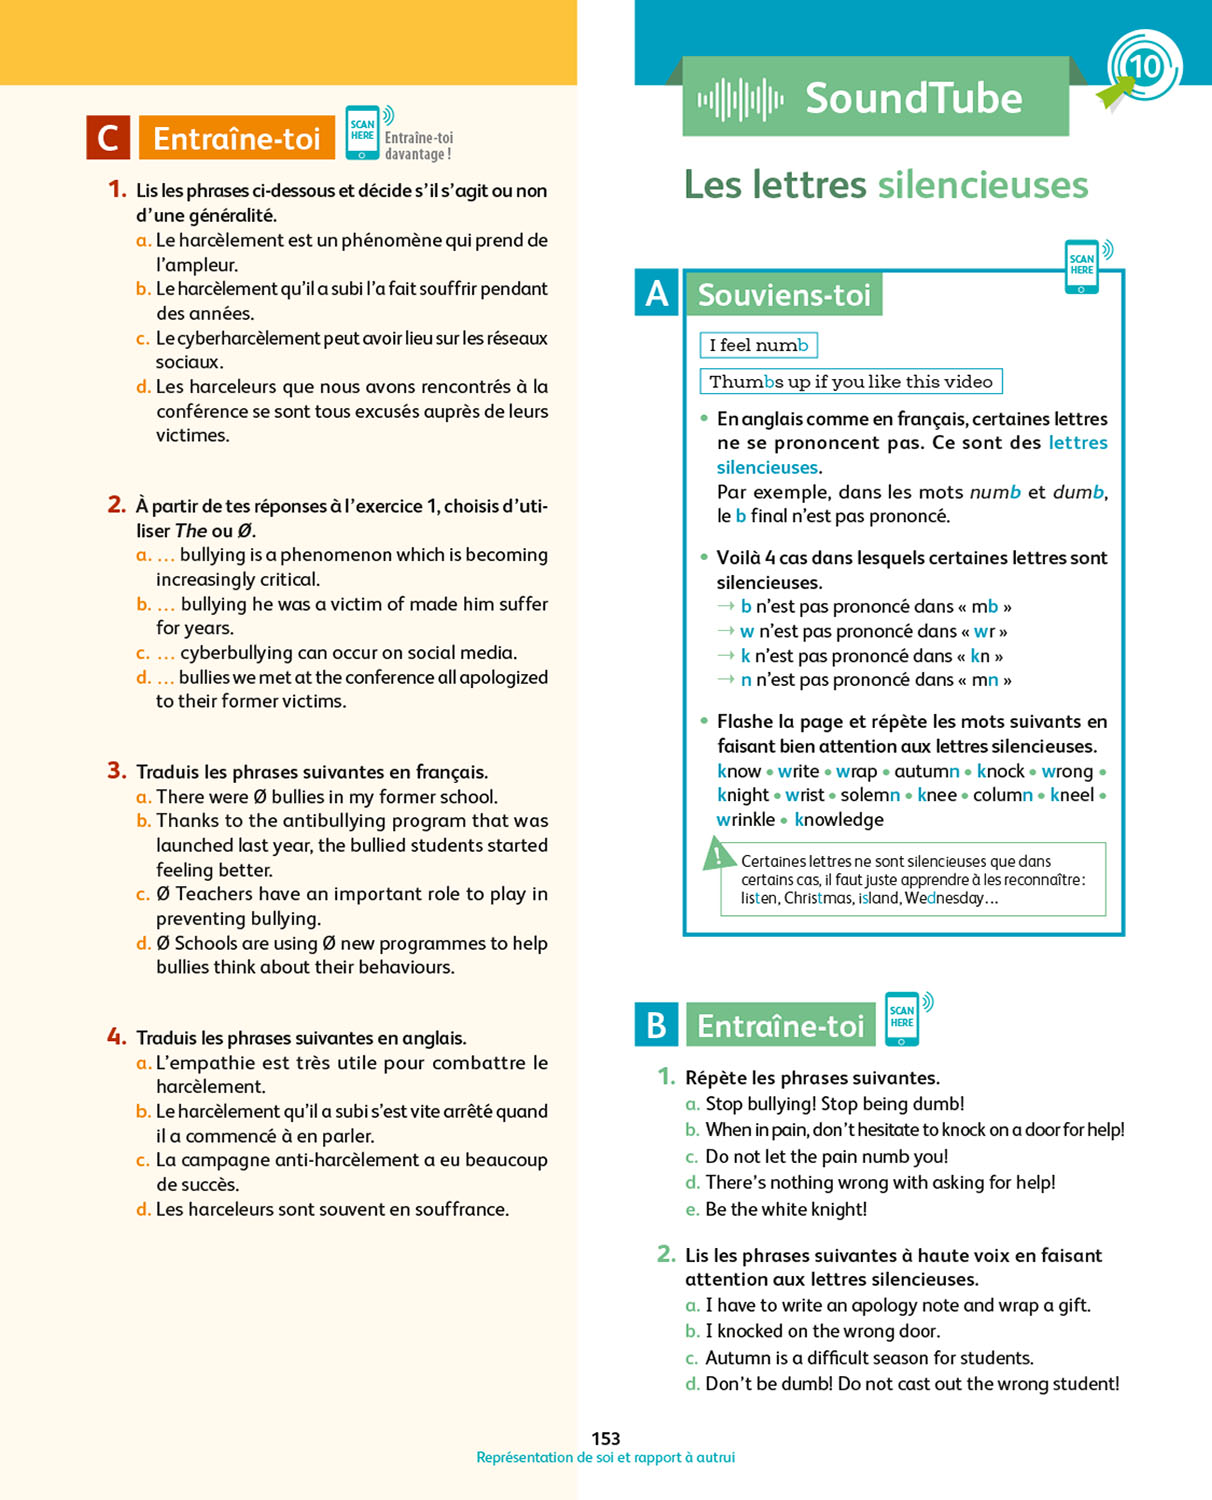 C Entraîne-toi
SCAN
HERE
Entraîne-toi
davantage !
1. Lis les phrases ci-dessous et décide s’il s’agit ou non
d’une généralité.
a. Le harcèlement est un phénomène qui prend de
l’ampleur.
b. Le harcèlement qu’il a subi l’a fait souffrir pendant
des années.
c. Le cyberharcèlement peut avoir lieu sur les réseaux
sociaux.
d. Les harceleurs que nous avons rencontrés à la
conférence se sont tous excusés auprès de leurs
victimes.
2. À partir de tes réponses à l’exercice 1, choisis d’uti-
liser The ou Ø.
a. ... bullying is a phenomenon which is becoming
increasingly critical.
b. ... bullying he was a victim of made him suffer
for years.
c. ... cyberbullying can occur on social media.
d. ... bullies we met at the conference all apologized
to their former victims.
3. Traduis les phrases suivantes en français.
a. There were Ø bullies in my former school.
b. Thanks to the antibullying program that was
launched last year, the bullied students started
feeling better.
c. Ø Teachers have an important role to play in
preventing bullying.
d. Ø Schools are using Ø new programmes to help
bullies think about their behaviours.
4. Traduis les phrases suivantes en anglais.
a. L’empathie est très utile pour combattre le
harcèlement.
b. Le harcèlement qu’il a subi s’est vite arrêté quand
il a commencé à en parler.
c. La campagne anti-harcèlement a eu beaucoup
de succès.
d. Les harceleurs sont souvent en souffrance.
10
SoundTube
Les lettres silencieuses
SCAN
HERE
A Souviens-toi
I feel numb
Thumbs up if you like this video
• En anglais comme en français, certaines lettres
ne se prononcent pas. Ce sont des lettres
silencieuses.
Par exemple, dans les mots numb et dumb,
le b final n’est pas prononcé.
• Voilà 4 cas dans lesquels certaines lettres sont
silencieuses.
→ b n’est pas prononcé dans « mb »
→ w n’est pas prononcé dans « wr »
→ k n’est pas prononcé dans « kn »
→ n n’est pas prononcé dans « mn »
• Flashe la page et répète les mots suivants en
faisant bien attention aux lettres silencieuses.
know • write • wrap • autumn • knock • wrong •
knight • wrist • solemn • knee • column • kneel •
wrinkle • knowledge
! Certaines lettres ne sont silencieuses que dans
certains cas, il faut juste apprendre à les reconnaître :
listen, Christmas, island, Wednesday...
B Entraîne-toi
SCAN
HERE
1. Répète les phrases suivantes.
a. Stop bullying! Stop being dumb!
b. When in pain, don’t hesitate to knock on a door for help!
c. Do not let the pain numb you!
d. There’s nothing wrong with asking for help!
e. Be the white knight!
2. Lis les phrases suivantes à haute voix en faisant
attention aux lettres silencieuses.
a. I have to write an apology note and wrap a gift.
b. I knocked on the wrong door.
c. Autumn is a difficult season for students.
d. Don’t be dumb! Do not cast out the wrong student!
153
Représentation de soi et rapport à autrui